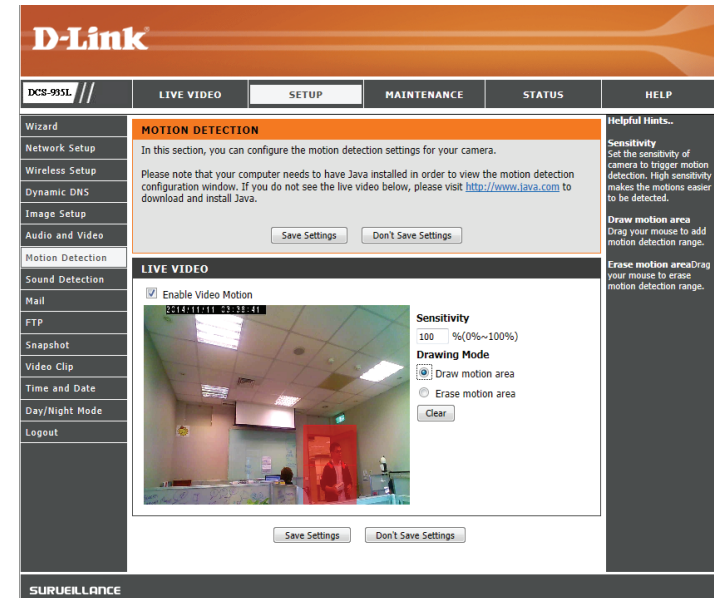 D-Link
DCS-935L //
LIVE VIDEO
SETUP
MAINTENANCE
STATUS
HELP
Wizard
Network Setup
Wireless Setup
Dynamic DNS
Image Setup
Audio and Video
Motion Detection
Sound Detection
Mail
FTP
Snapshot
Video Clip
Time and Date
Day/Night Mode
Logout
MOTION DETECTION
In this section, you can configure the motion detection settings for your camera.
Please note that your computer needs to have Java installed in order to view the motion detection
configuration window. If you do not see the live video below, please visit http://www.java.com to
download and install Java.
Save Settings
Don't Save Settings
LIVE VIDEO
Enable Video Motion
2014/11/11 03:38:41
Sensitivity
100 %(0%~100%)
Drawing Mode
Draw motion area
Erase motion area
Clear
Save Settings
Don't Save Settings
Helpful Hints..
Sensitivity
Set the sensitivity of
camera to trigger motion
detection. High sensitivity
makes the motions easier
to be detected.
Draw motion area
Drag your mouse to add
motion detection range.
Erase motion areaDrag
your mouse to erase
motion detection range.
SURVEILLANCE